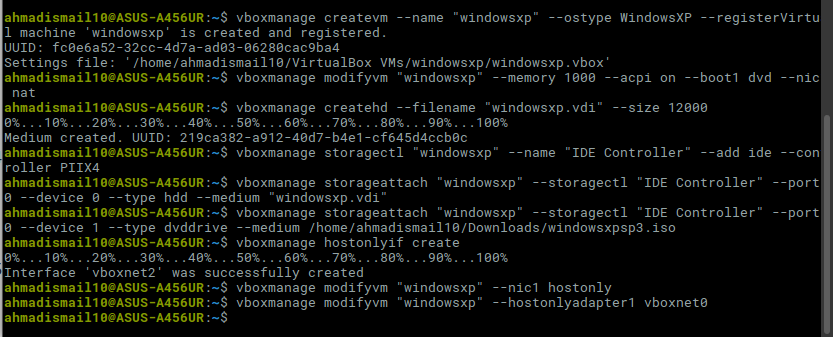 ahmadismail10@ASUS-A456UR:~$ vboxmanage createvm --name "windowsxp" --ostype WindowsXP --registerVirtu
l machine 'windowsxp' is created and registered.
UUID: fc0e6a52-32cc-4d7a-ad03-06280cac9ba4
Settings file: '/home/ahmadismail10/VirtualBox VMs/windowsxp/windowsxp.vbox'
ahmadismail10@ASUS-A456UR:~$ vboxmanage modifyvm "windowsxp" --memory 1000 --acpi on --boot1 dvd --nic
 nat
ahmadismail10@ASUS-A456UR:~$ vboxmanage createhd --filename "windowsxp.vdi" --size 12000
0%...10%...20%...30%...40%...50%...60%...70%...80%...90%...100%
Medium created. UUID: 219ca382-a912-40d7-b4e1-cf645d4ccb0c
ahmadismail10@ASUS-A456UR:~$ vboxmanage storagectl "windowsxp" --name "IDE Controller" --add ide --con
roller PIIX4
ahmadismail10@ASUS-A456UR:~$ vboxmanage storageattach "windowsxp" --storagectl "IDE Controller" --port
0 --device 0 --type hdd --medium "windowsxp.vdi"
ahmadismail10@ASUS-A456UR:~$ vboxmanage storageattach "windowsxp" --storagectl "IDE Controller" --port
0 --device 1 --type dvddrive --medium /home/ahmadismail10/Downloads/windowsxpsp3.iso
ahmadismail10@ASUS-A456UR:~$ vboxmanage hostonlyif create
0%...10%...20%...30%...40%...50%...60%...70%...80%...90%...100%
Interface 'vboxnet2' was successfully created
ahmadismail10@ASUS-A456UR:~$ vboxmanage modifyvm "windowsxp" --nic1 hostonly
ahmadismail10@ASUS-A456UR:~$ vboxmanage modifyvm "windowsxp" --hostonlyadapter1 vboxnet0
ahmadismail10@ASUS-A456UR:~$